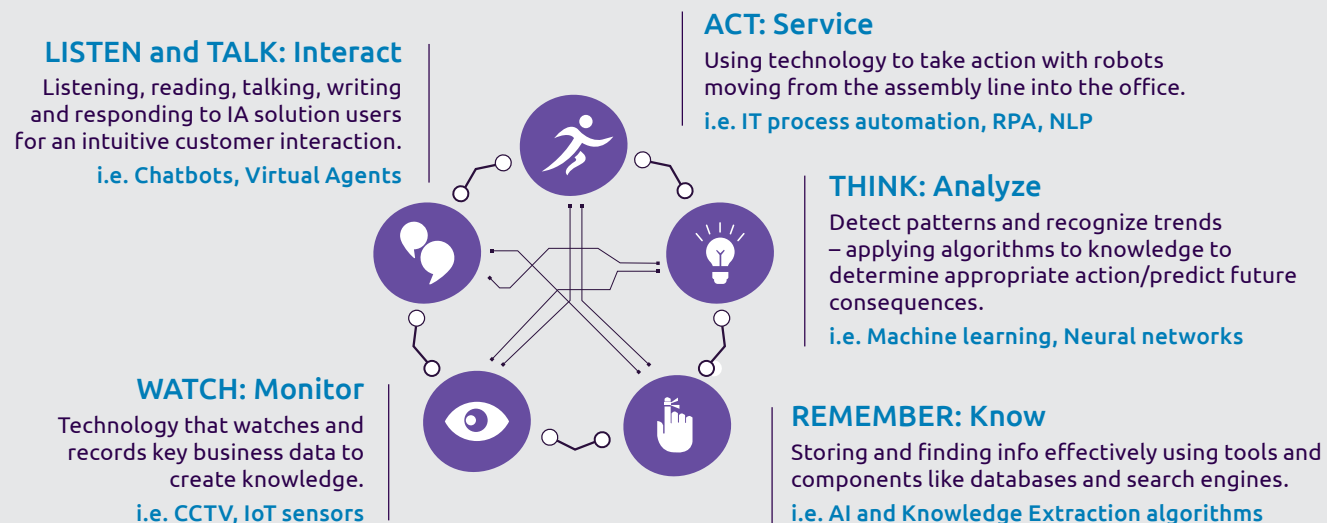 LISTEN and TALK: Interact
Listening, reading, talking, writing
and responding to IA solution users
for an intuitive customer interaction.
i.e. Chatbots, Virtual Agents
ACT: Service
Using technology to take action with robots
moving from the assembly line into the office.
i.e. IT process automation, RPA, NLP
THINK: Analyze
Detect patterns and recognize trends
– applying algorithms to knowledge to
determine appropriate action/predict future
consequences.
i.e. Machine learning, Neural networks
WATCH: Monitor
Technology that watches and
records key business data to
create knowledge.
i.e. CCTV, IoT sensors
REMEMBER: Know
Storing and finding info effectively using tools and
components like databases and search engines.
i.e. AI and Knowledge Extraction algorithms